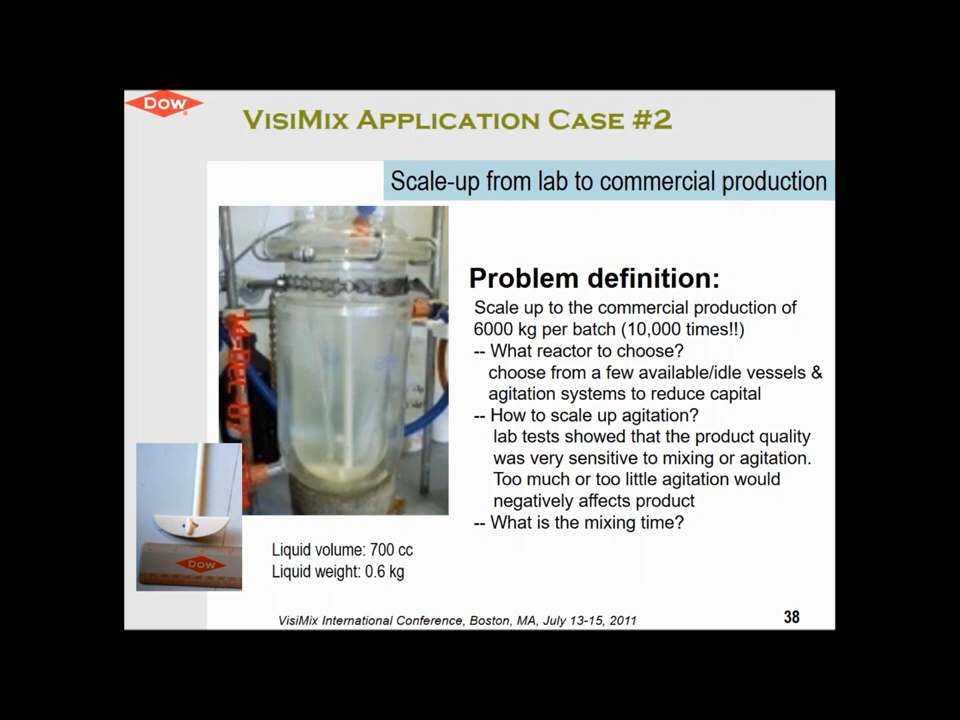 Dow
VisiMix Application Case #2
Scale-up from lab to commercial production
Problem definition:
Scale up to the commercial production of
6000 kg per batch (10,000 times!!)
-- What reactor to choose?
choose from a few available/idle vessels &
agitation systems to reduce capital
-- How to scale up agitation?
lab tests showed that the product quality
was very sensitive to mixing or agitation.
Too much or too little agitation would
negatively affects product
-- What is the mixing time?
Dow
Liquid volume: 700 cc
Liquid weight: 0.6 kg
VisiMix International Conference, Boston, MA, July 13-15, 2011
38